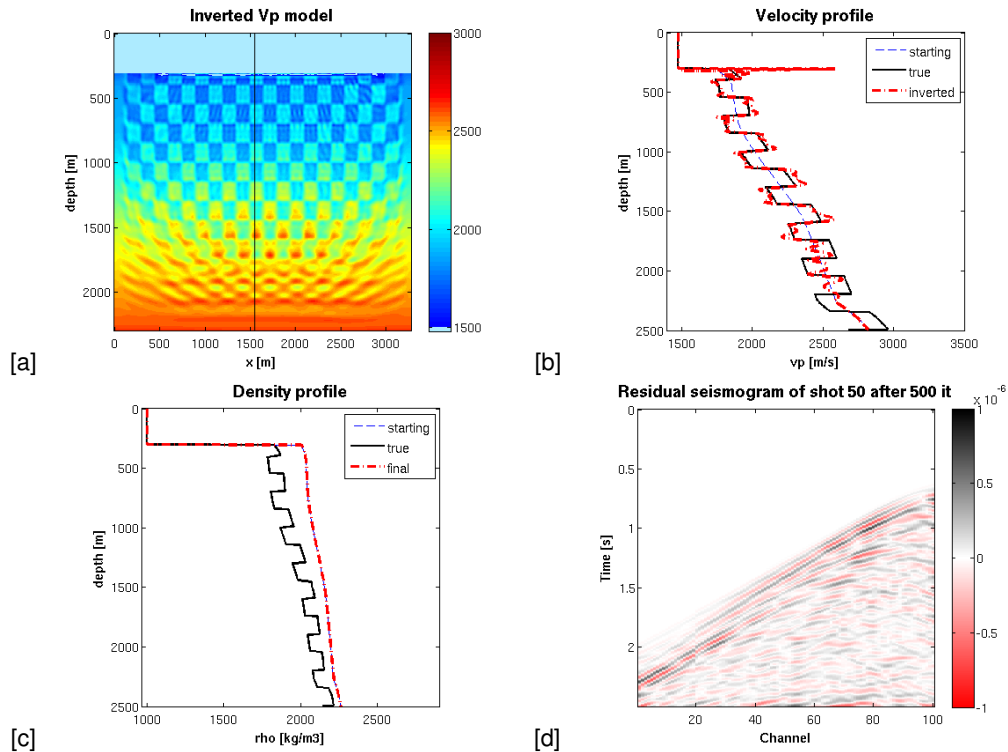 Inverted Vp model
0
500
1000
1500
2000
depth [m]
0 500 1000 1500 2000 2500 3000
x [m]
3000
2500
2000
1500
[a]
Velocity profile
0
500
1000
1500
2000
2500
depth [m]
1500 2000 2500 3000 3500
vp [m/s]
starting
true
inverted
[b]
Density profile
0
500
1000
1500
2000
2500
depth [m]
1000 1500 2000 2500
rho [kg/m3]
starting
true
final
[c]
Residual seismogram of shot 50 after 500 it
0
0.5
1
1.5
2
Time [s]
20 40 60 80 100
Channel
x 10^-6
1
0.5
0
-0.5
-1
[d]